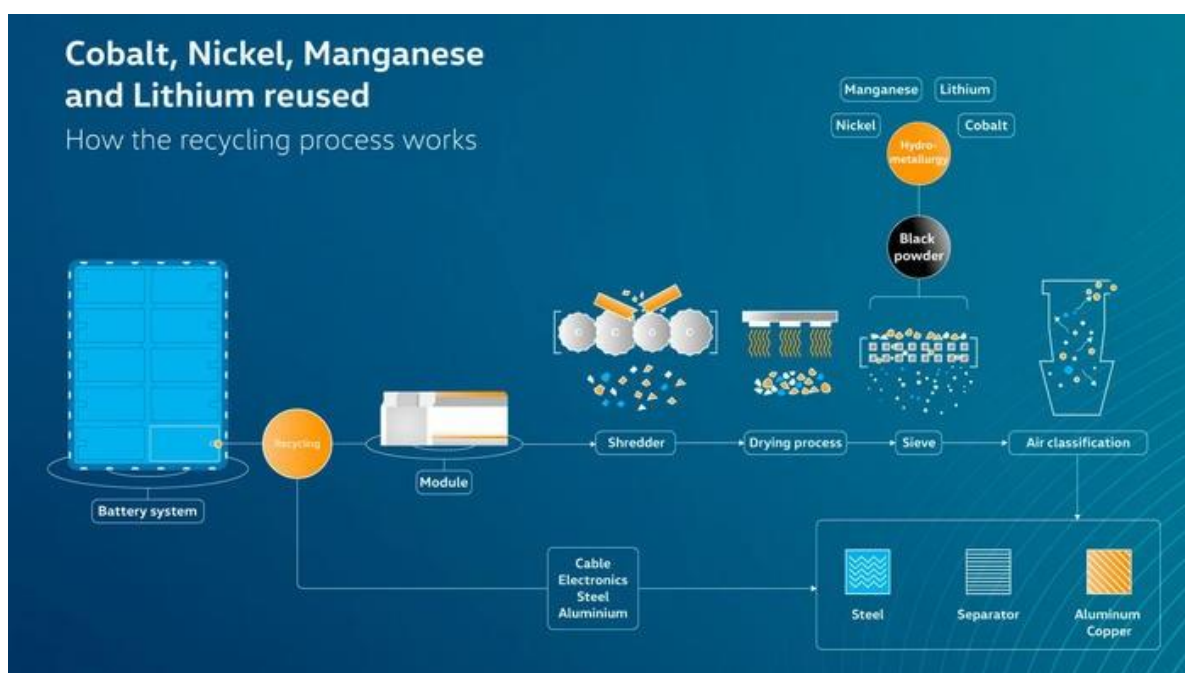 Cobalt, Nickel, Manganese
and Lithium reused
How the recycling process works
Manganese
Lithium
Nickel
Cobalt
Hydro-
metallurgy
Black
powder
Recycling
Module
Battery system
Shredder
Drying process
Sieve
Air classification
Cable
Electronics
Steel
Aluminium
Steel
Separator
Aluminum
Copper